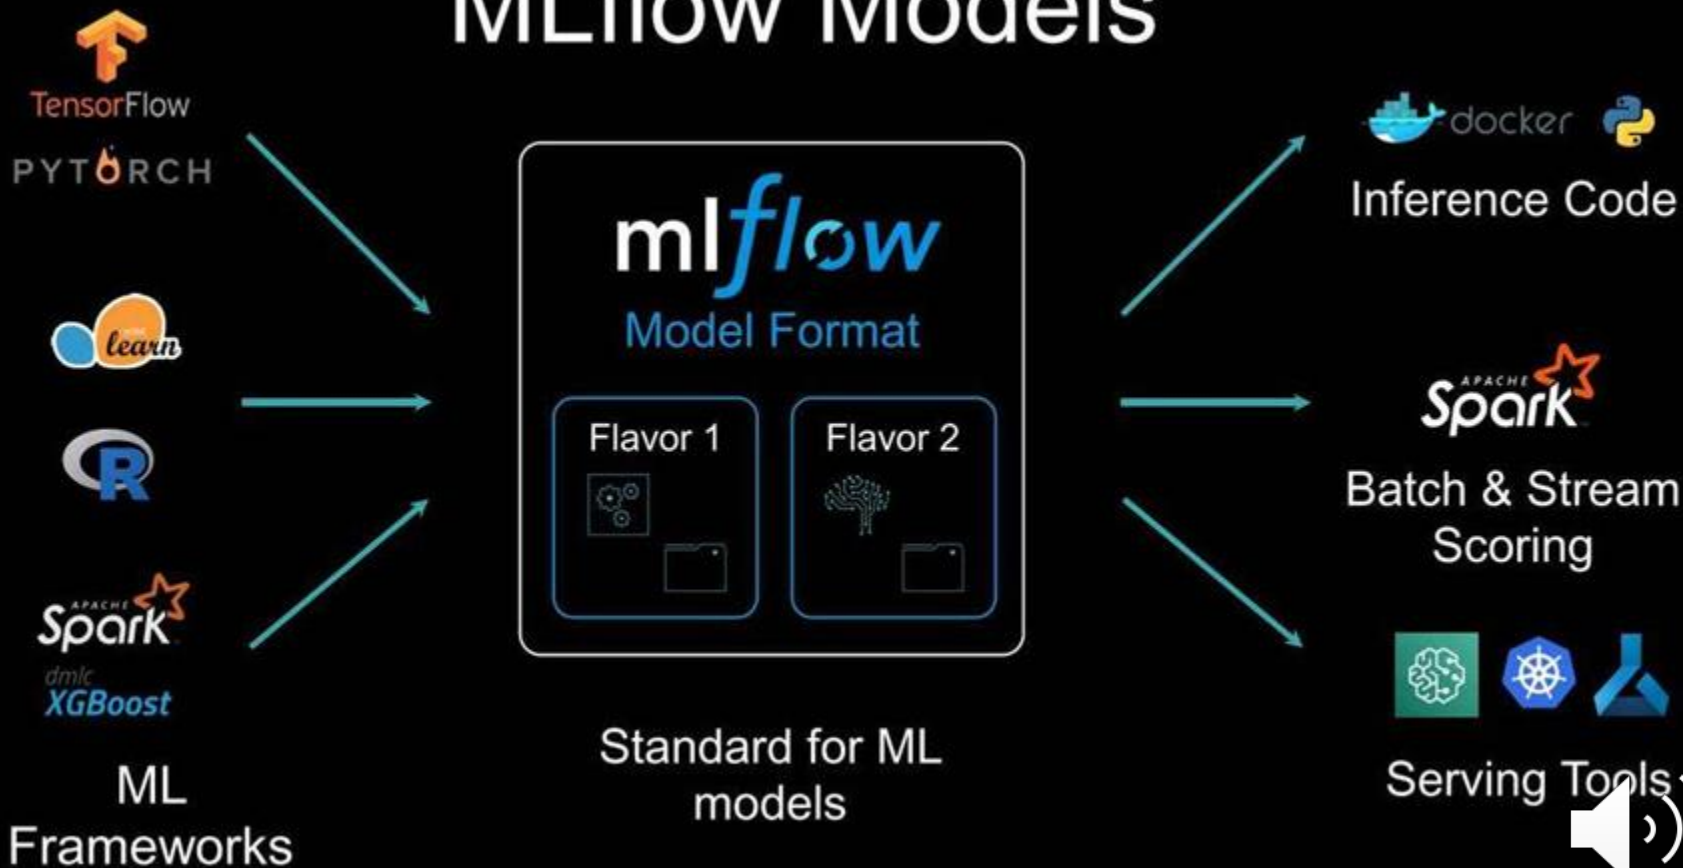 MLflow Models
TensorFlow
PYTORCH
learn
R
APACHE
Spark
dmlc
XGBoost
ML
Frameworks
mlflow
Model Format
Flavor 1
Flavor 2
Standard for ML
models
docker
Inference Code
APACHE
Spark
Batch & Stream
Scoring
Serving Tools